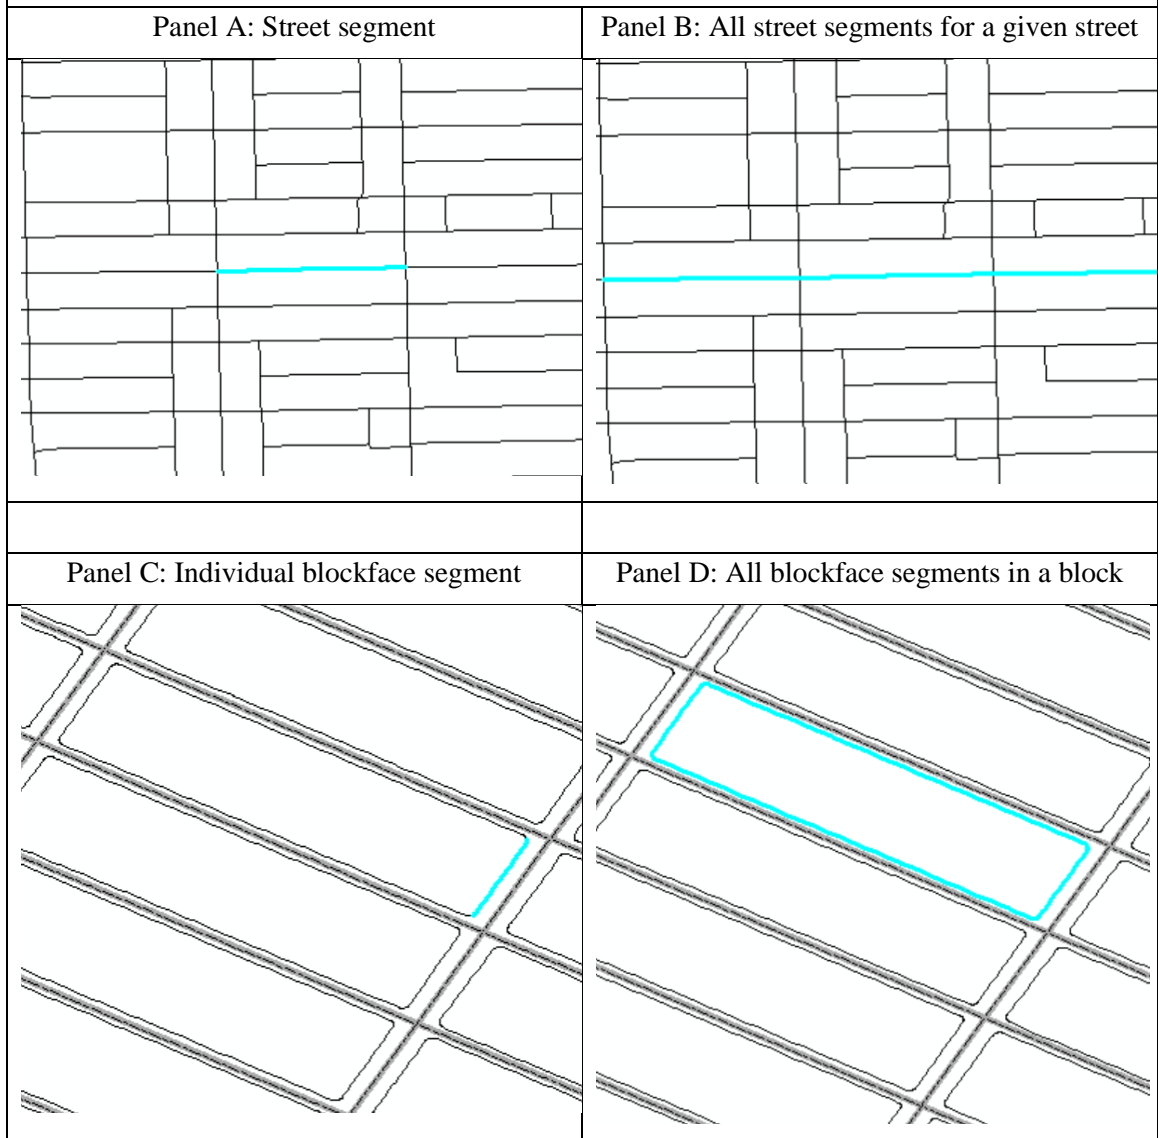 Panel A: Street segment
Panel B: All street segments for a given street
Panel C: Individual blockface segment
Panel D: All blockface segments in a block